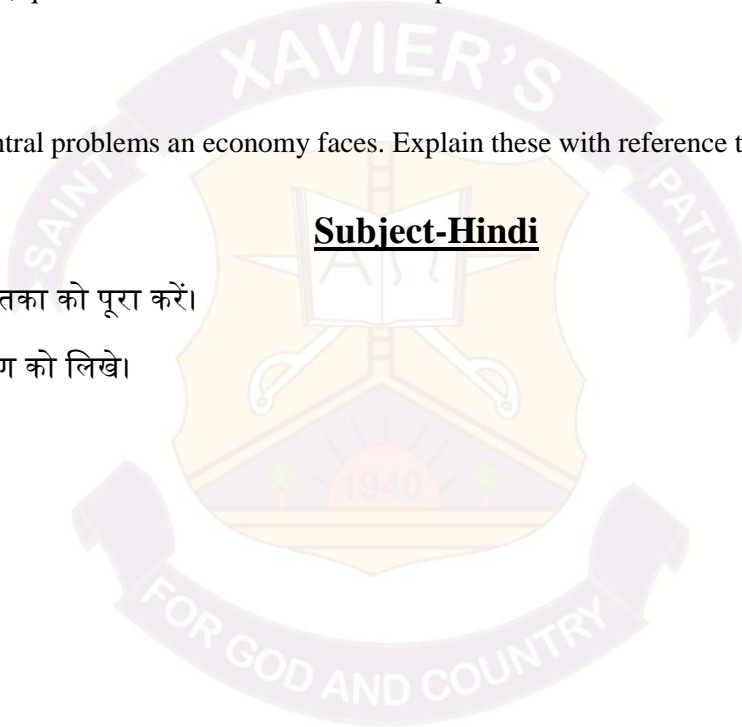 XAVIER'S
SAINT
PATNA
ntral problems an economy faces. Explain these with reference t
Subject-Hindi
तका को पूरा करें।
ण को लिखे।
1940
FOR GOD AND COUNTRY